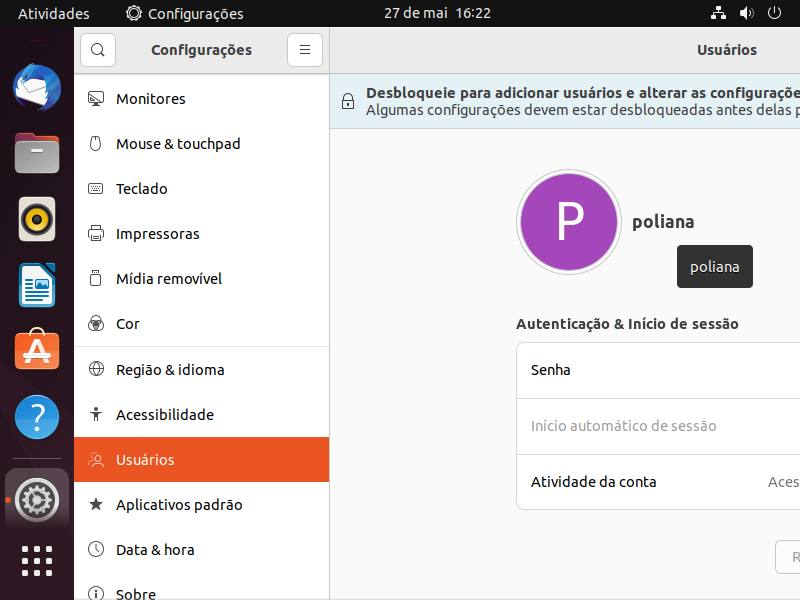 Atividades Configurações 27 de mai 16:22
Configurações
Usuários
Monitores
Mouse & touchpad
Teclado
Impressoras
Mídia removível
Cor
Região & idioma
Acessibilidade
Usuários
Aplicativos padrão
Data & hora
Sobre
Desbloqueie para adicionar usuários e alterar as configuraçõe
Algumas configurações devem estar desbloqueadas antes delas p
P
poliana
poliana
Autenticação & Início de sessão
Senha
Início automático de sessão
Atividade da conta Aces
R
?